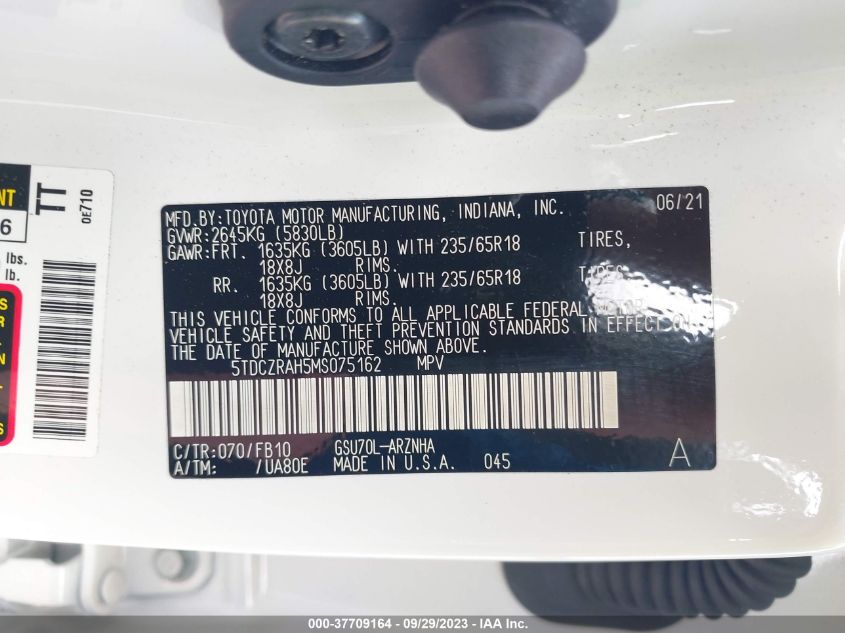 NT
6
lbs.
lb.
TT
0E710
S
R
N
MFD.BY:TOYOTA MOTOR MANUFACTURING, INDIANA, INC. 06/21
GVWR:2645KG (5830LB)
GAWR:FRT. 1635KG (3605LB) WITH 235/65R18 TIRES,
18X8J RIMS.
RR. 1635KG (3605LB) WITH 235/65R18
18X8J RIMS.
THIS VEHICLE CONFORMS TO ALL APPLICABLE FEDERAL
VEHICLE SAFETY AND THEFT PREVENTION STANDARDS IN EFFECT ON
THE DATE OF MANUFACTURE SHOWN ABOVE.
5TDCZRAH5MS075162 MPV
C/TR:070/FB10 GSU70L-ARZNHA
A/TM: /UA80E MADE IN U.S.A. 045 A
000-37709164 - 09/29/2023 - IAA Inc.